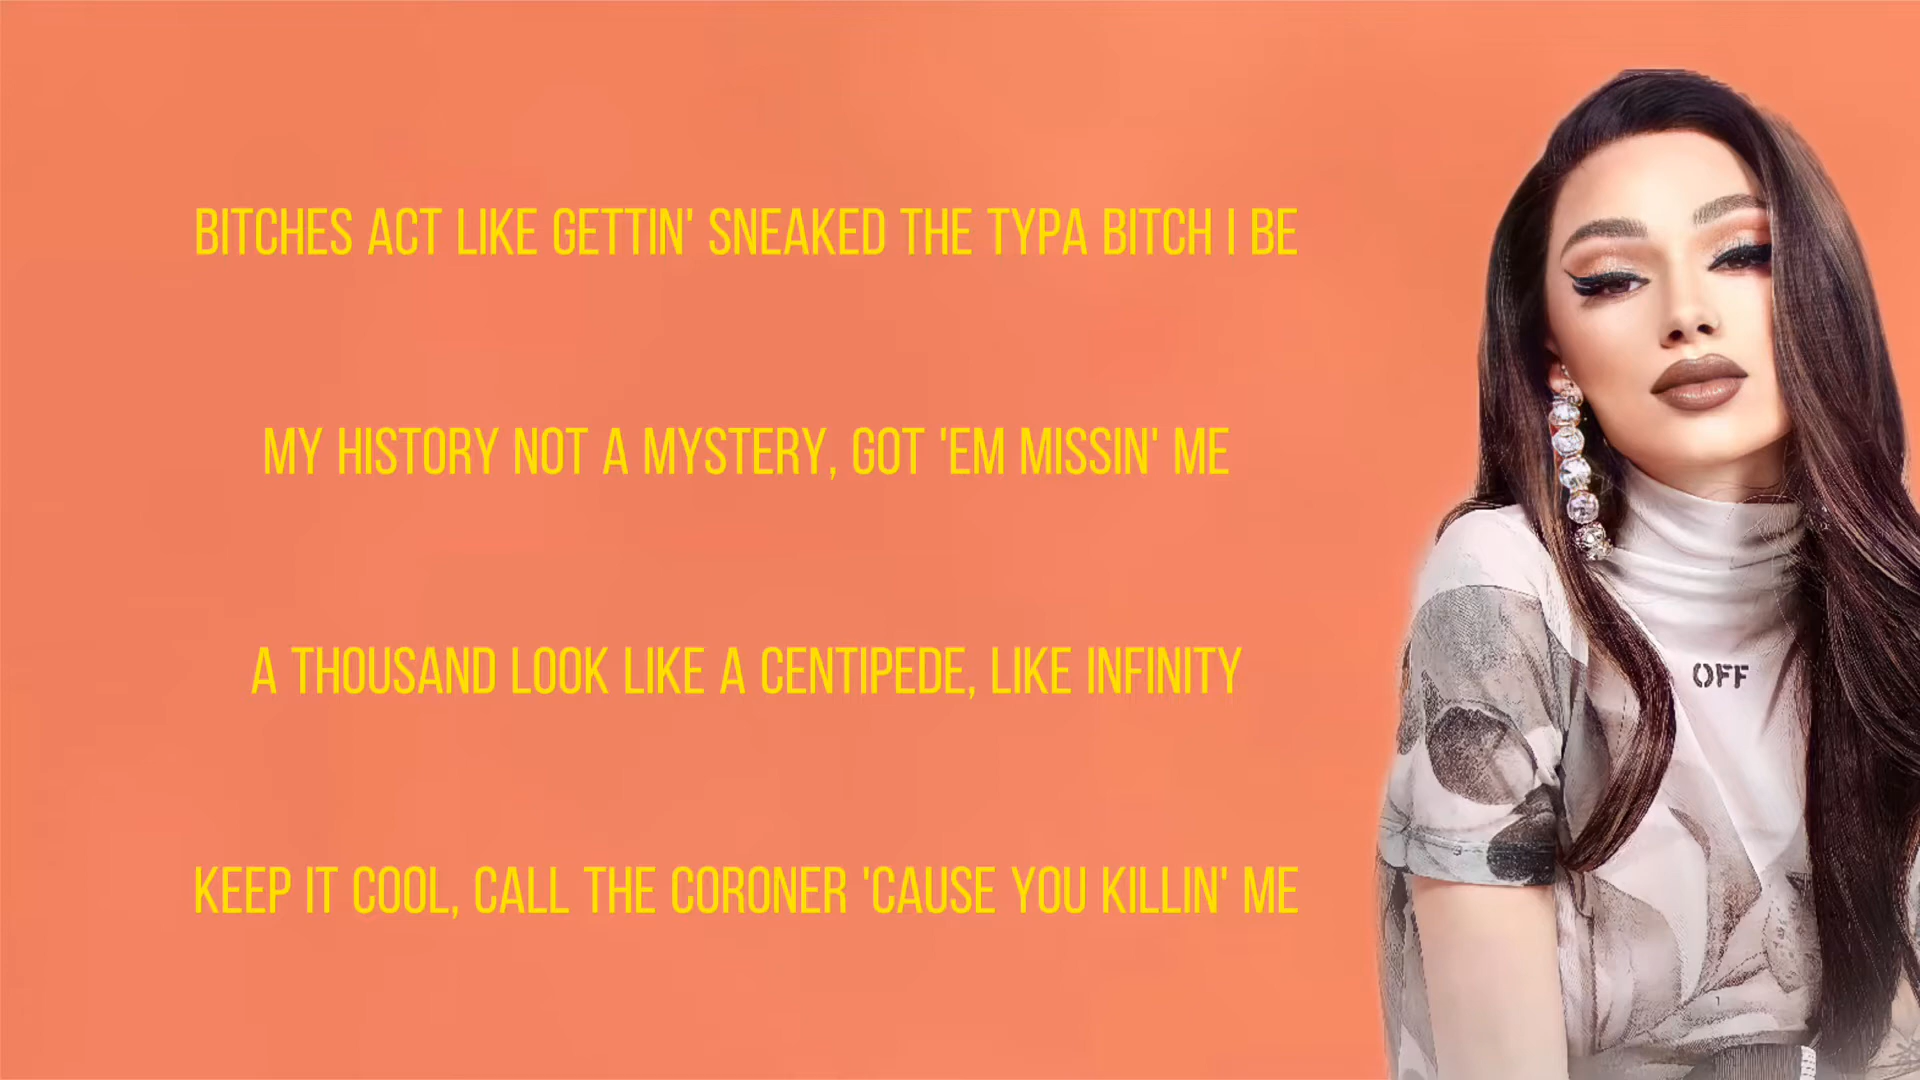 BITCHES ACT LIKE GETTIN' SNEAKED THE TYPA BITCH I BE
MY HISTORY NOT A MYSTERY, GOT 'EM MISSIN' ME
A THOUSAND LOOK LIKE A CENTIPEDE, LIKE INFINITY
OFF
KEEP IT COOL, CALL THE CORONER 'CAUSE YOU KILLIN' ME